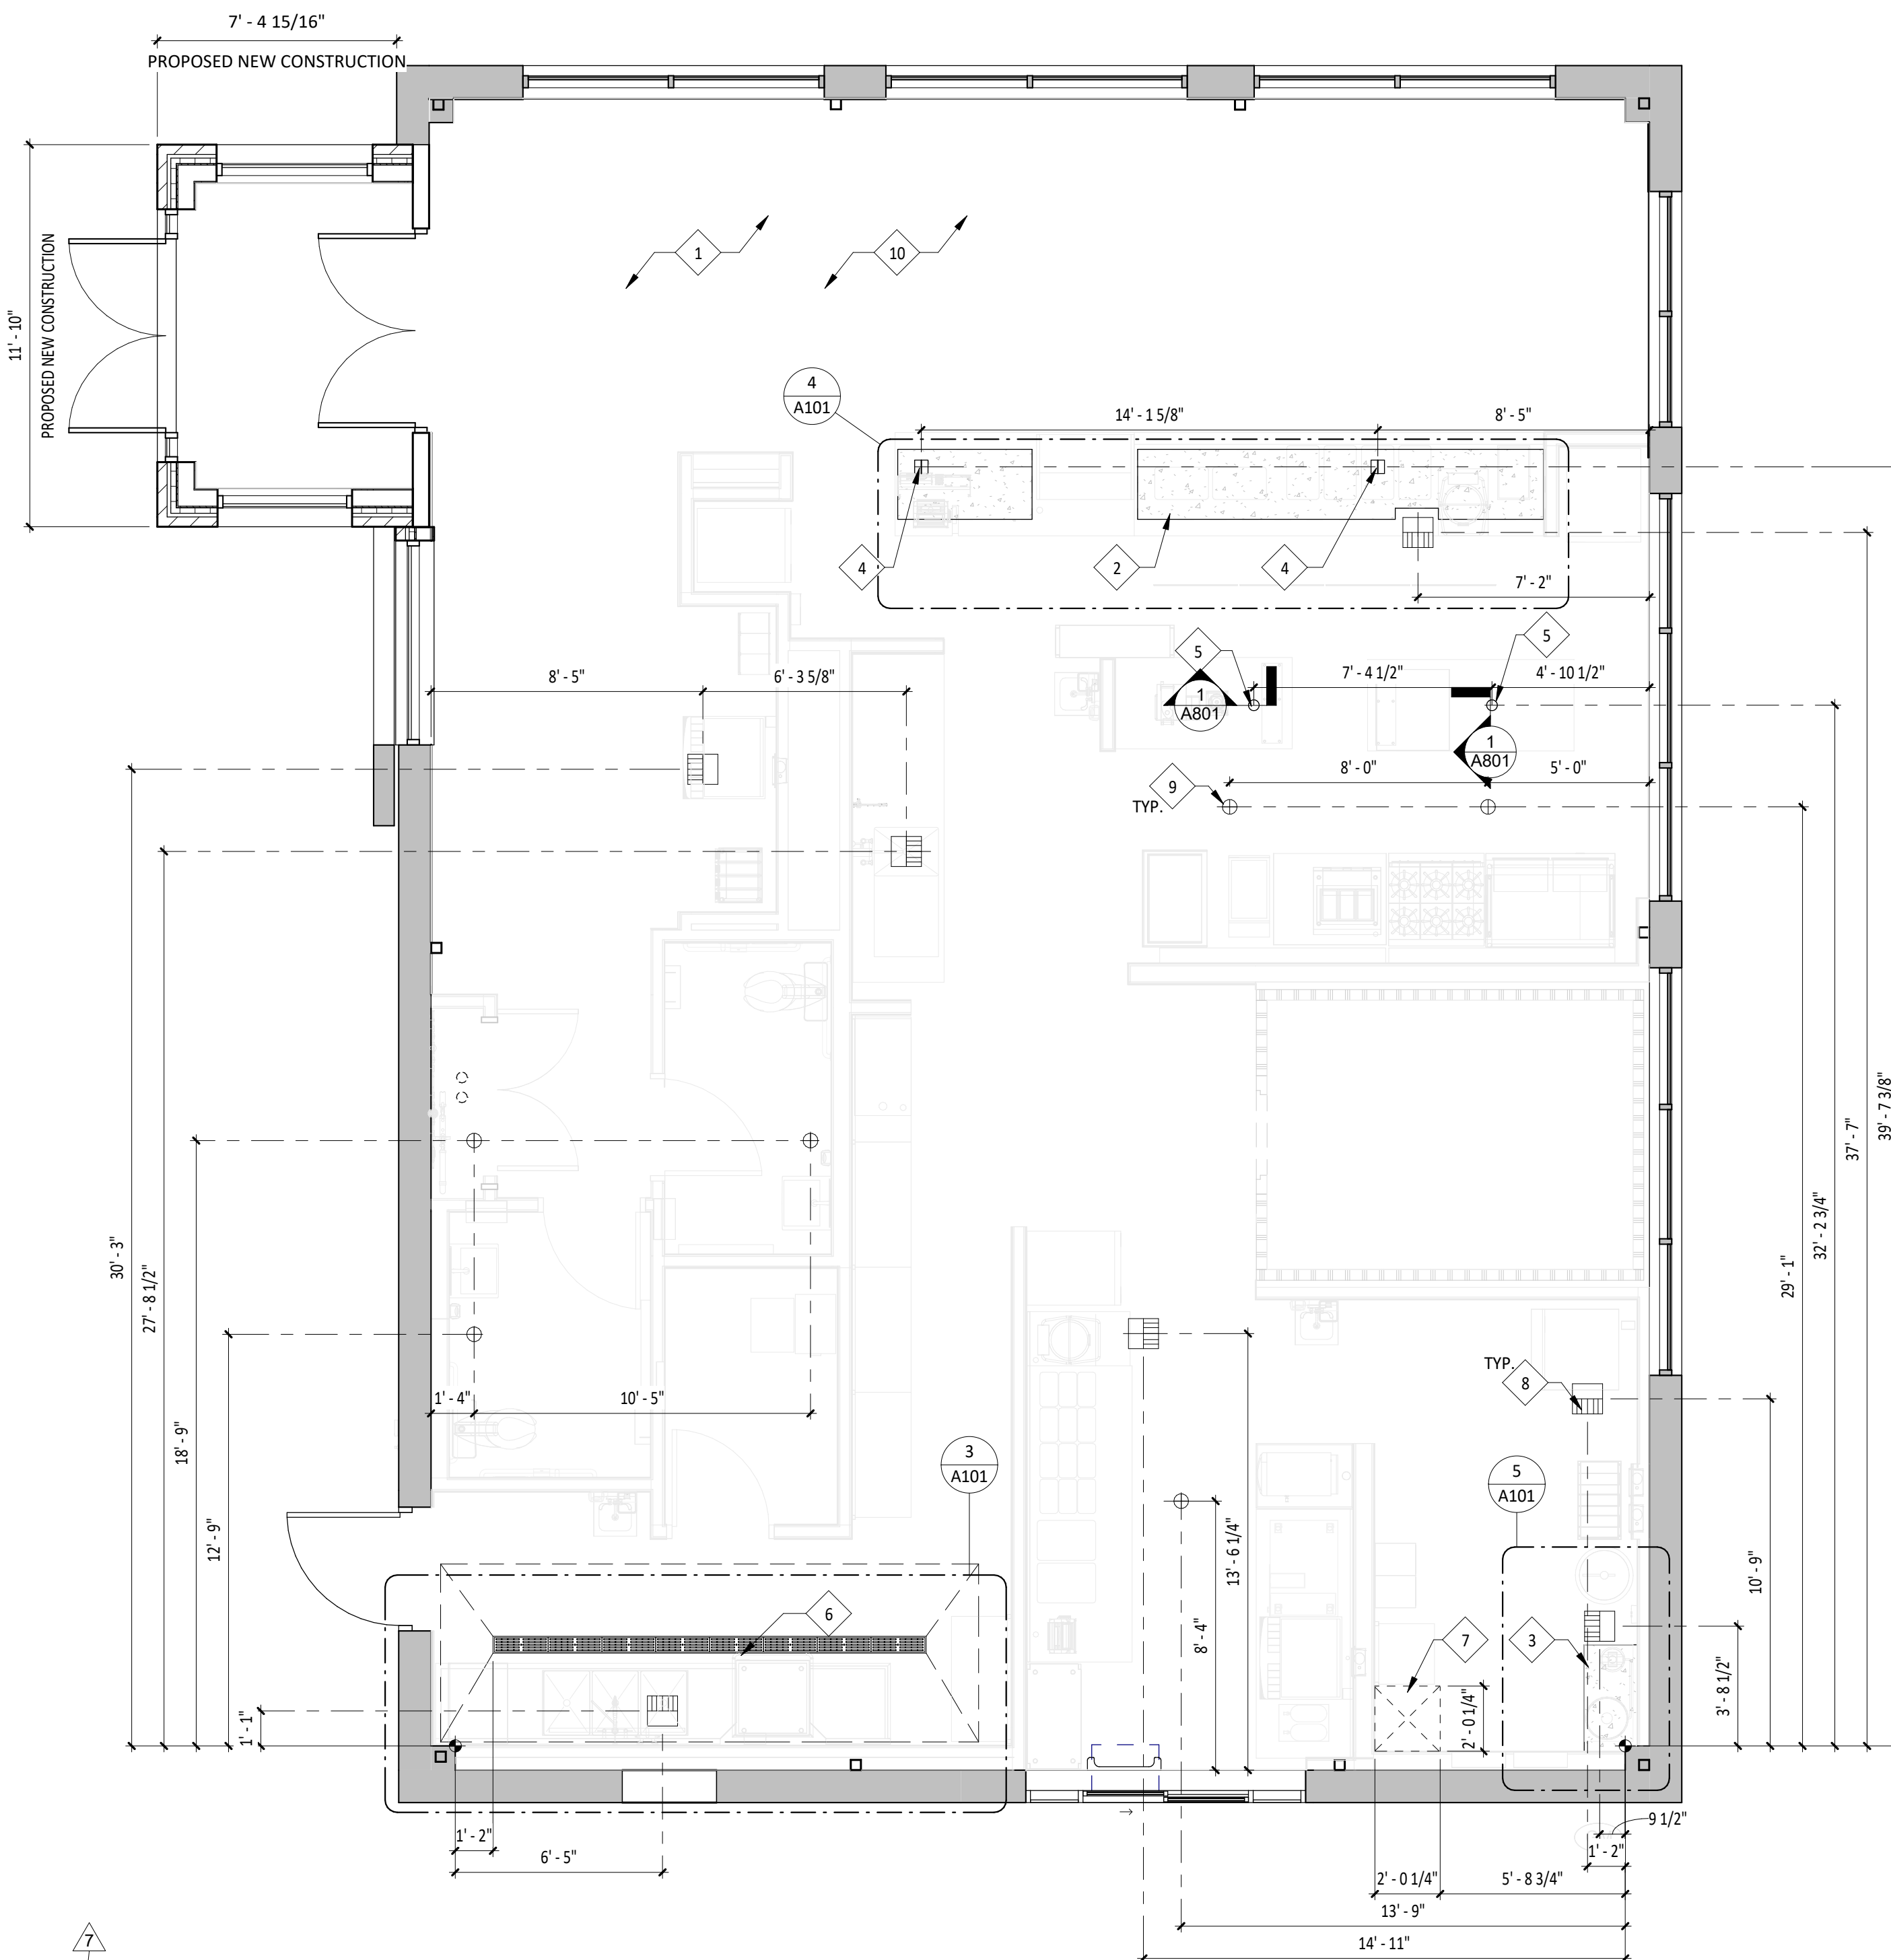 7' - 4 15/16"
PROPOSED NEW CONSTRUCTION
11' - 10"
PROPOSED NEW CONSTRUCTION
1
10
4
A101
14' - 1 5/8"
8' - 5"
4
2
4
7' - 2"
5
5
8' - 5"
6' - 3 5/8"
7' - 4 1/2"
4' - 10 1/2"
1
A801
1
A801
8' - 0"
5' - 0"
9
TYP.
39' - 7 3/8"
37' - 7"
32' - 2 3/4"
29' - 1"
30' - 3"
27' - 8 1/2"
18' - 9"
12' - 9"
1' - 4"
10' - 5"
TYP.
8
3
A101
5
A101
13' - 6 1/4"
10' - 9"
8' - 4"
6
7
3
3' - 8 1/2"
2' - 0 1/4"
1' - 1"
9 1/2"
1' - 2"
1' - 2"
6' - 5"
2' - 0 1/4"
5' - 8 3/4"
13' - 9"
14' - 11"
7